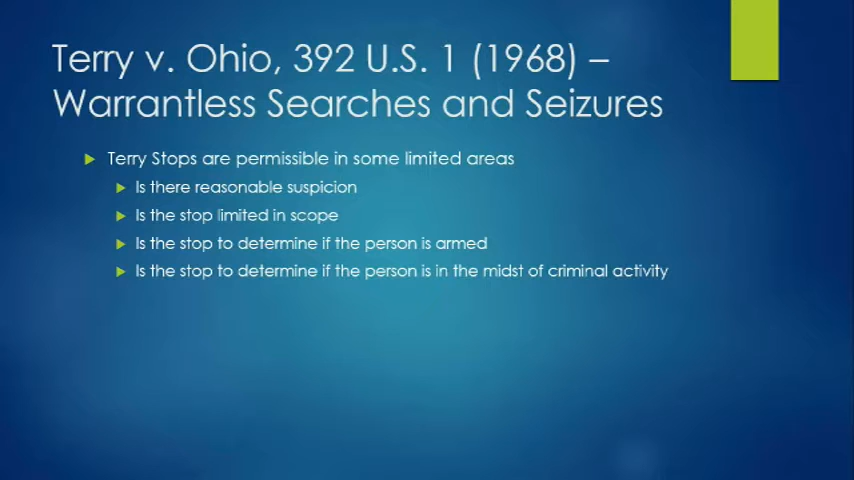 Terry v. Ohio, 392 U.S. 1 (1968) –
Warrantless Searches and Seizures
Terry Stops are permissible in some limited areas
Is there reasonable suspicion
Is the stop limited in scope
Is the stop to determine if the person is armed
Is the stop to determine if the person is in the midst of criminal activity